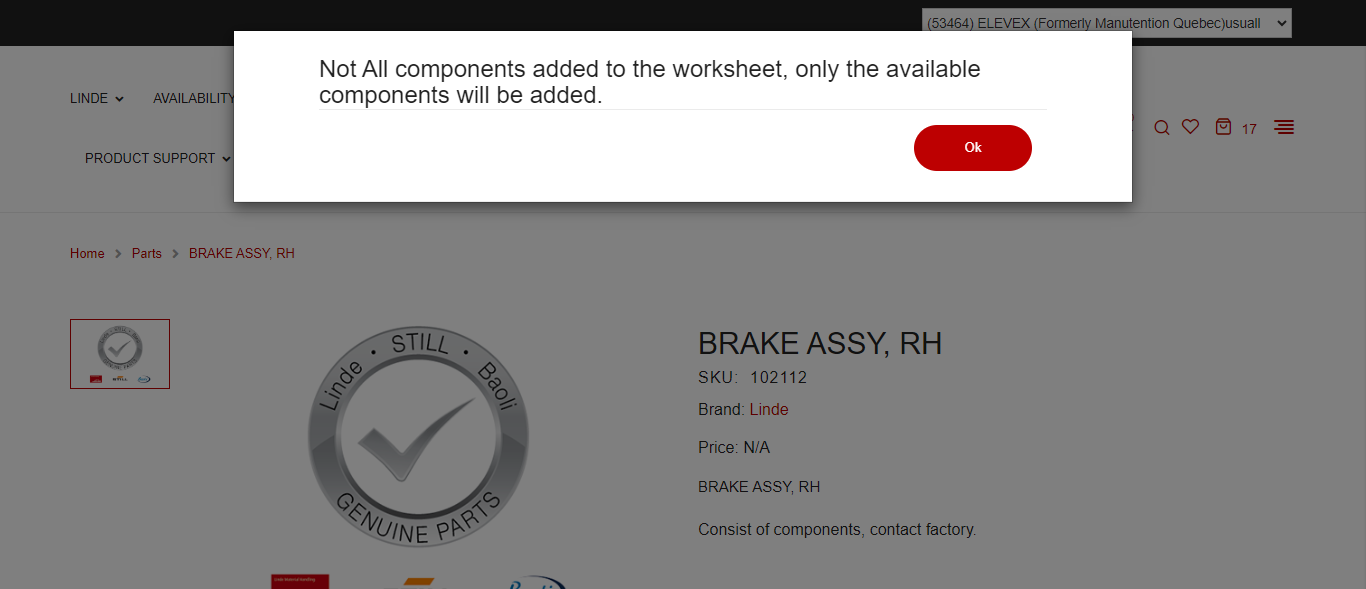 (53464) ELEVEX (Formerly Manutention Quebec)usuall
Not All components added to the worksheet, only the available
components will be added.
Ok
LINDE
AVAILABILITY
17
PRODUCT SUPPORT
Home
Parts
BRAKE ASSY, RH
Linde • STILL • Baoli
GENUINE PARTS
BRAKE ASSY, RH
SKU: 102112
Brand: Linde
Price: N/A
BRAKE ASSY, RH
Consist of components, contact factory.